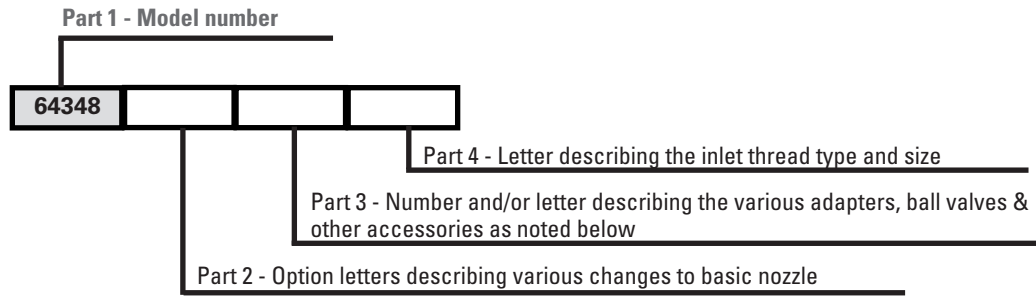 Part 1 - Model number
64348
Part 4 - Letter describing the inlet thread type and size
Part 3 - Number and/or letter describing the various adapters, ball valves &
other accessories as noted below
Part 2 - Option letters describing various changes to basic nozzle